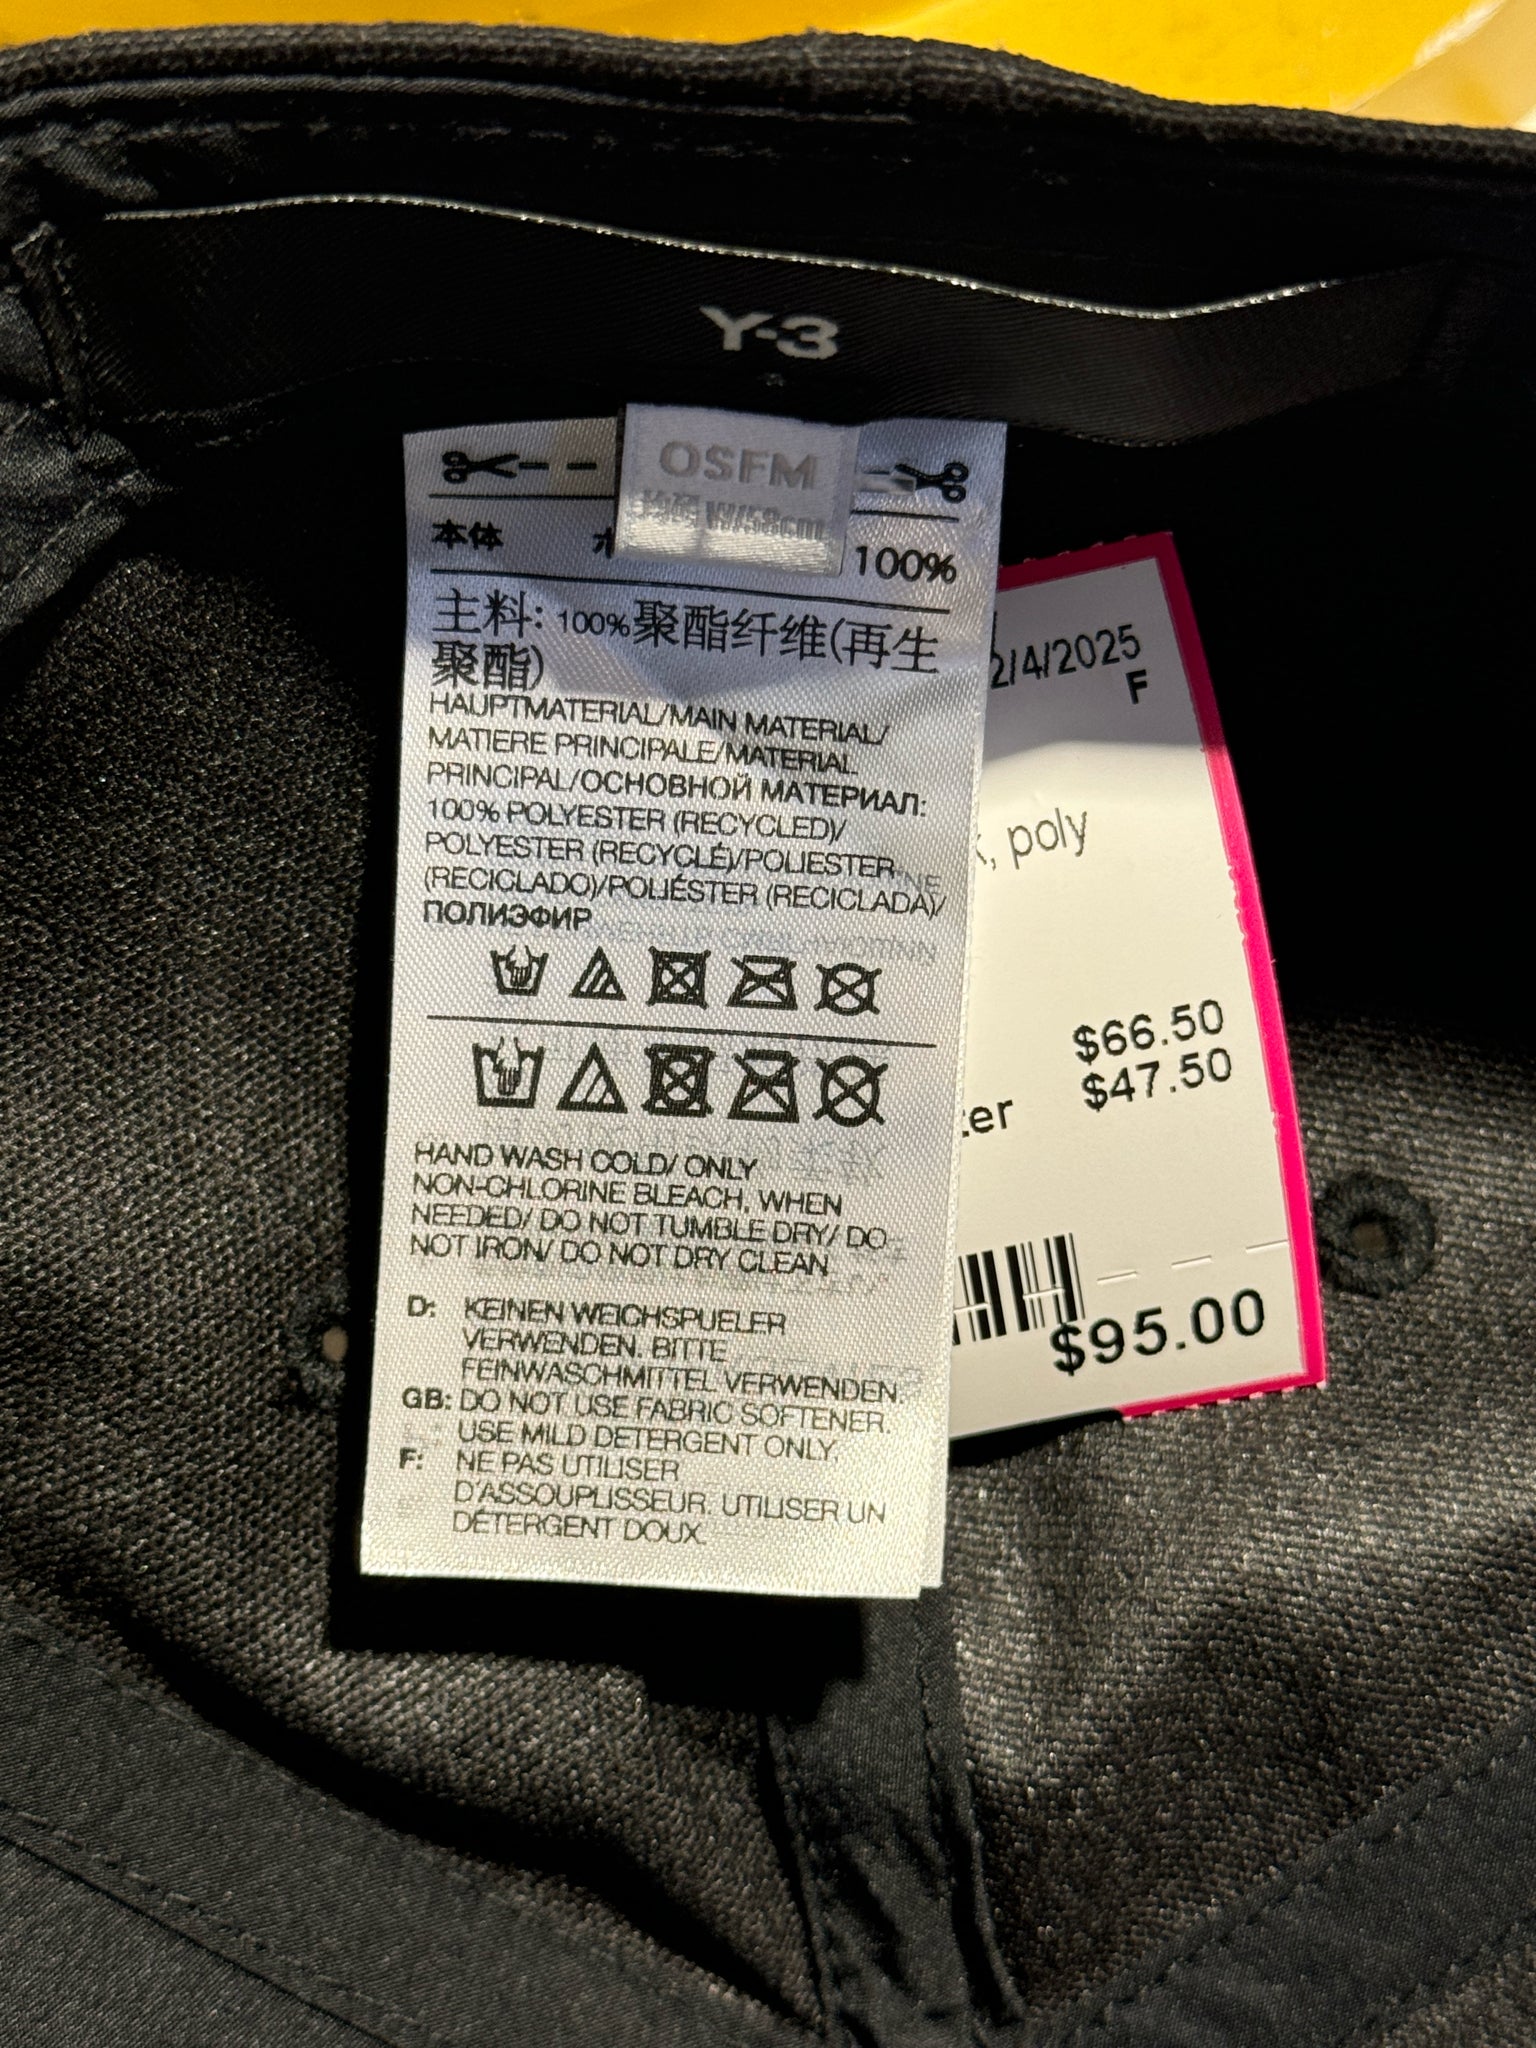 Y-3
OSFM
W/58cm
本体 100%
主料: 100%聚酯纤维(再生
聚酯)
HAUPTMATERIAL/MAIN MATERIAL/
MATIERE PRINCIPALE/MATERIAL
PRINCIPAL/ОСНОВНОЙ МАТЕРИАЛ:
100% POLYESTER (RECYCLED)/
POLYESTER (RECYCLÉ)/POLIESTER
(RECICLADO)/POLIÉSTER (RECICLADA)/
ПОЛИЭФИР
HAND WASH COLD/ ONLY
NON-CHLORINE BLEACH, WHEN
NEEDED/ DO NOT TUMBLE DRY/ DO
NOT IRON/ DO NOT DRY CLEAN
D: KEINEN WEICHSPUELER
VERWENDEN. BITTE
FEINWASCHMITTEL VERWENDEN.
GB: DO NOT USE FABRIC SOFTENER.
USE MILD DETERGENT ONLY.
F: NE PAS UTILISER
D'ASSOUPLISSEUR. UTILISER UN
DÉTERGENT DOUX.
2/4/2025
F
poly
$66.50
$47.50
$95.00